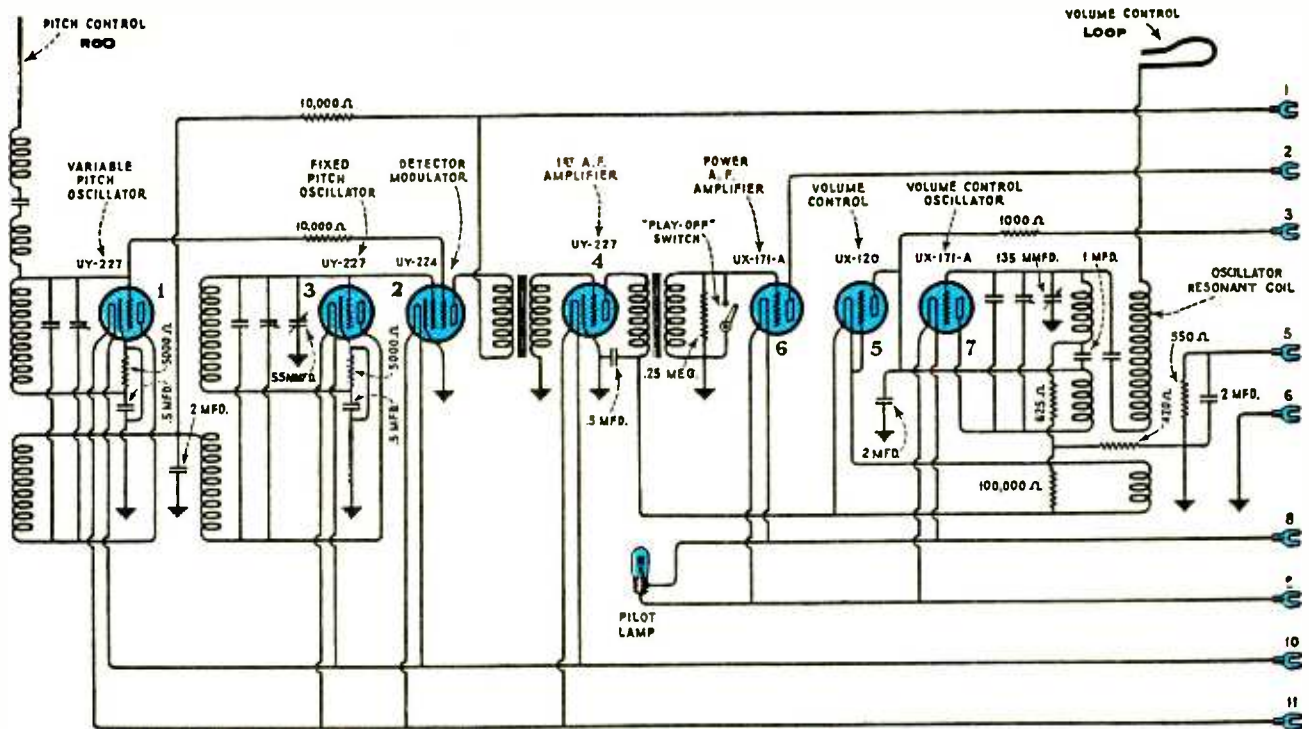 PITCH CONTROL
ROD
VOLUME CONTROL
LOOP
1
10,000 Ω
2
VARIABLE
PITCH
OSCILLATOR
FIXED
PITCH
OSCILLATOR
DETECTOR
MODULATOR
1ST A.F.
AMPLIFIER
POWER
A.F.
AMPLIFIER
VOLUME
CONTROL
VOLUME CONTROL
OSCILLATOR
3
10,000 Ω
"PLAY-OFF"
SWITCH
1000 Ω
UY-227
UY-227
UY-224
UY-227
4
UX-171-A
UX-120
UX-171-A
135 MMFD.
1 MFD.
OSCILLATOR
RESONANT COIL
1
3
2
6
5
7
5000 Ω
.5 MFD.
55MMFD.
5000 Ω
.5 MFD.
.25 MEG.
.5 MFD.
550 Ω
5
2 MFD.
625 Ω
2 MFD.
6
2 MFD.
100,000 Ω
8
PILOT
LAMP
10
11